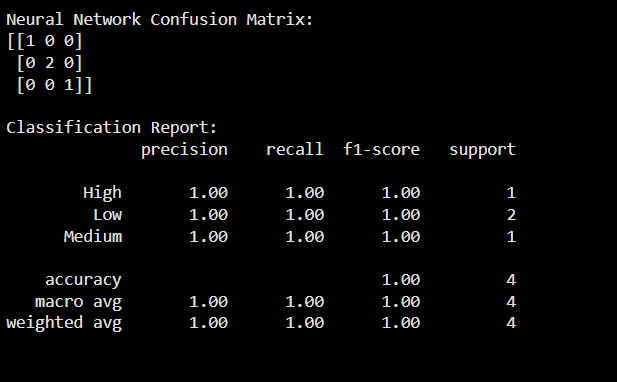 Neural Network Confusion Matrix:
[[1 0 0]
 [0 2 0]
 [0 0 1]]
Classification Report:
              precision    recall  f1-score   support
        High       1.00      1.00      1.00         1
         Low       1.00      1.00      1.00         2
      Medium       1.00      1.00      1.00         1
    accuracy                           1.00         4
   macro avg       1.00      1.00      1.00         4
weighted avg       1.00      1.00      1.00         4